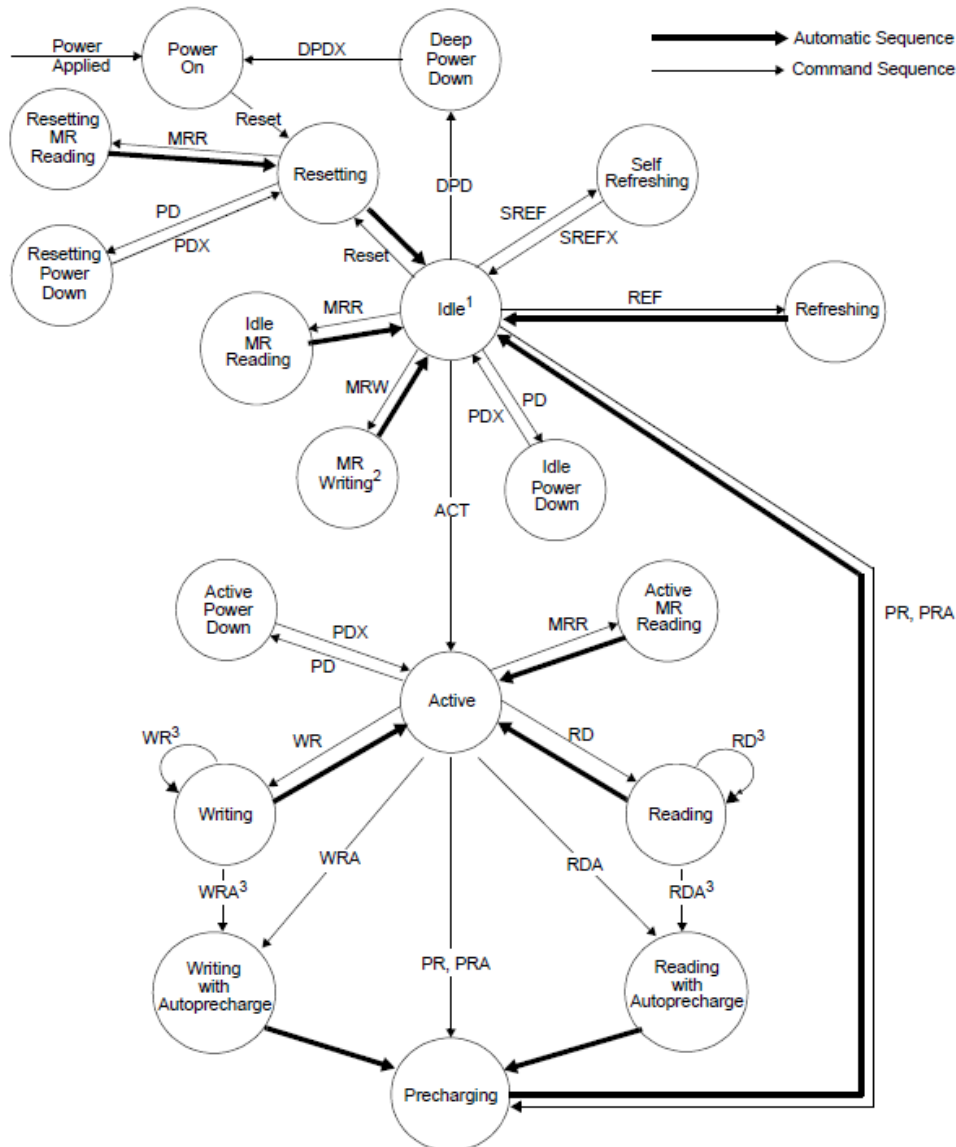 Power
Applied
Power
On
DPDX
Deep
Power
Down
Automatic Sequence
Command Sequence
Reset
Resetting
MR
Reading
MRR
Resetting
Self
Refreshing
DPD
SREF
SREFX
PD
PDX
Resetting
Power
Down
Reset
MRR
Idle1
REF
Refreshing
Idle
MR
Reading
MRW
PD
PDX
MR
Writing2
Idle
Power
Down
ACT
Active
Power
Down
PDX
PD
MRR
Active
MR
Reading
PR, PRA
Active
WR3
WR
RD
RD3
Writing
Reading
WRA
RDA
WRA3
RDA3
Writing
with
Autoprecharge
PR, PRA
Reading
with
Autoprecharge
Precharging